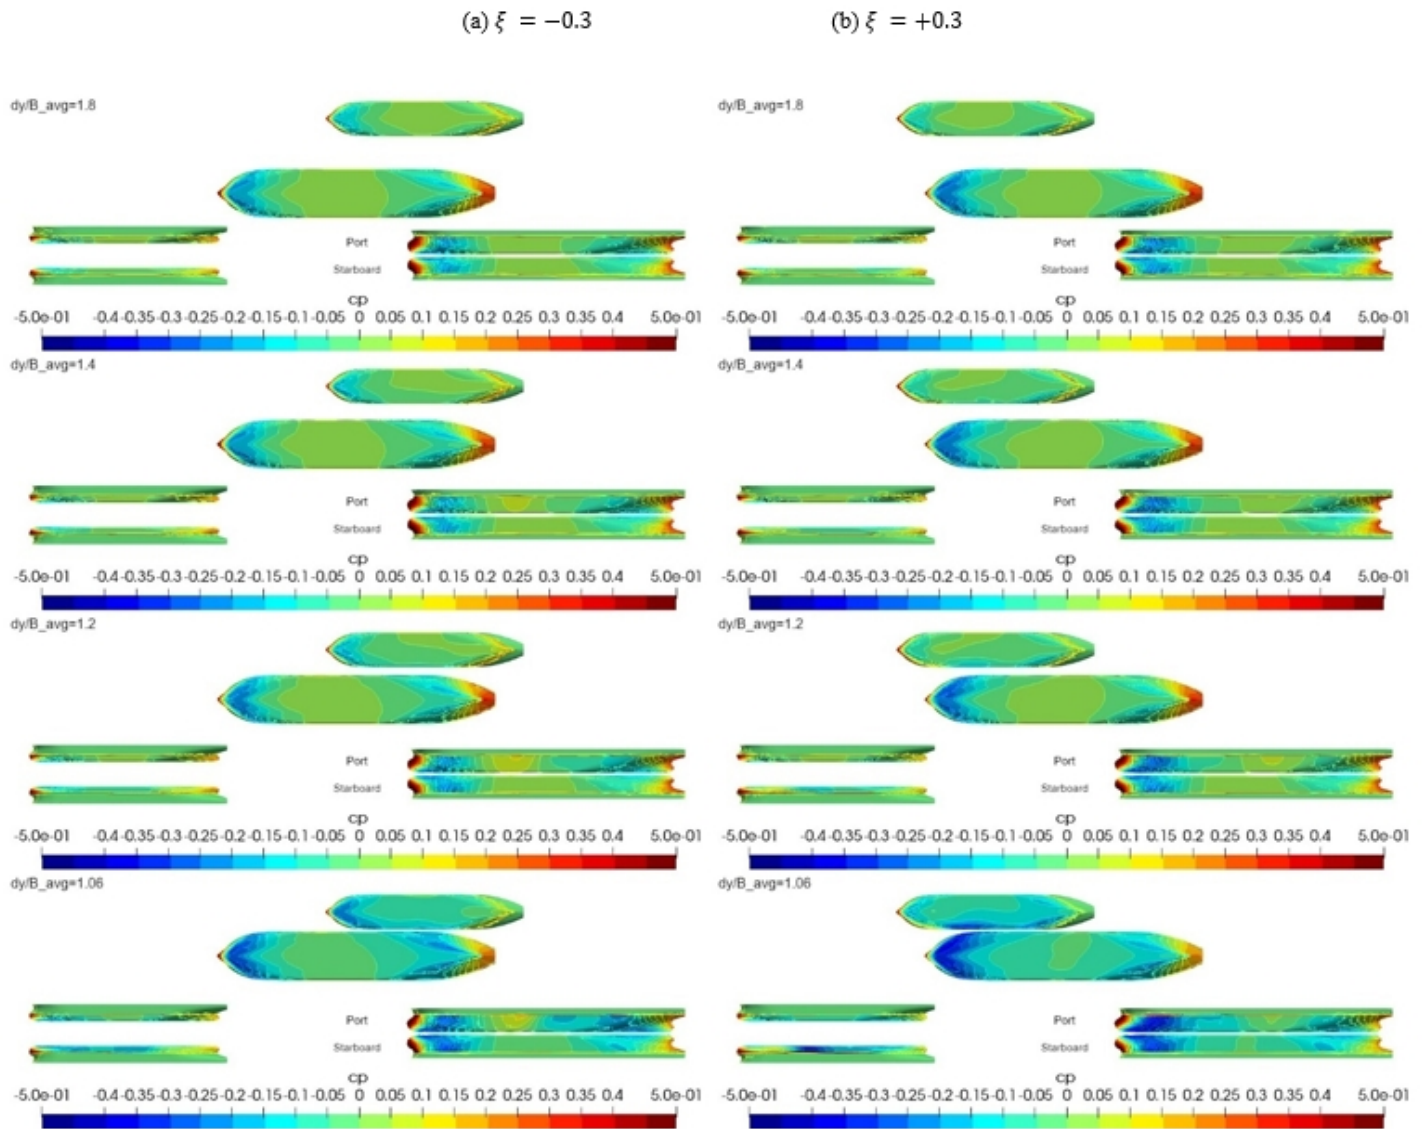 (a) ξ = −0.3 (b) ξ = +0.3
dy/B_avg=1.8 dy/B_avg=1.8
Port Port
Starboard Starboard
cp cp
-5.0e-01 -0.4 -0.35 -0.3 -0.25 -0.2 -0.15 -0.1 -0.05 0 0.05 0.1 0.15 0.2 0.25 0.3 0.35 0.4 5.0e-01 -5.0e-01 -0.4 -0.35 -0.3 -0.25 -0.2 -0.15 -0.1 -0.05 0 0.05 0.1 0.15 0.2 0.25 0.3 0.35 0.4 5.0e-01
dy/B_avg=1.4 dy/B_avg=1.4
Port Port
Starboard Starboard
cp cp
-5.0e-01 -0.4 -0.35 -0.3 -0.25 -0.2 -0.15 -0.1 -0.05 0 0.05 0.1 0.15 0.2 0.25 0.3 0.35 0.4 5.0e-01 -5.0e-01 -0.4 -0.35 -0.3 -0.25 -0.2 -0.15 -0.1 -0.05 0 0.05 0.1 0.15 0.2 0.25 0.3 0.35 0.4 5.0e-01
dy/B_avg=1.2 dy/B_avg=1.2
Port Port
Starboard Starboard
cp cp
-5.0e-01 -0.4 -0.35 -0.3 -0.25 -0.2 -0.15 -0.1 -0.05 0 0.05 0.1 0.15 0.2 0.25 0.3 0.35 0.4 5.0e-01 -5.0e-01 -0.4 -0.35 -0.3 -0.25 -0.2 -0.15 -0.1 -0.05 0 0.05 0.1 0.15 0.2 0.25 0.3 0.35 0.4 5.0e-01
dy/B_avg=1.06 dy/B_avg=1.06
Port Port
Starboard Starboard
cp cp
-5.0e-01 -0.4 -0.35 -0.3 -0.25 -0.2 -0.15 -0.1 -0.05 0 0.05 0.1 0.15 0.2 0.25 0.3 0.35 0.4 5.0e-01 -5.0e-01 -0.4 -0.35 -0.3 -0.25 -0.2 -0.15 -0.1 -0.05 0 0.05 0.1 0.15 0.2 0.25 0.3 0.35 0.4 5.0e-01